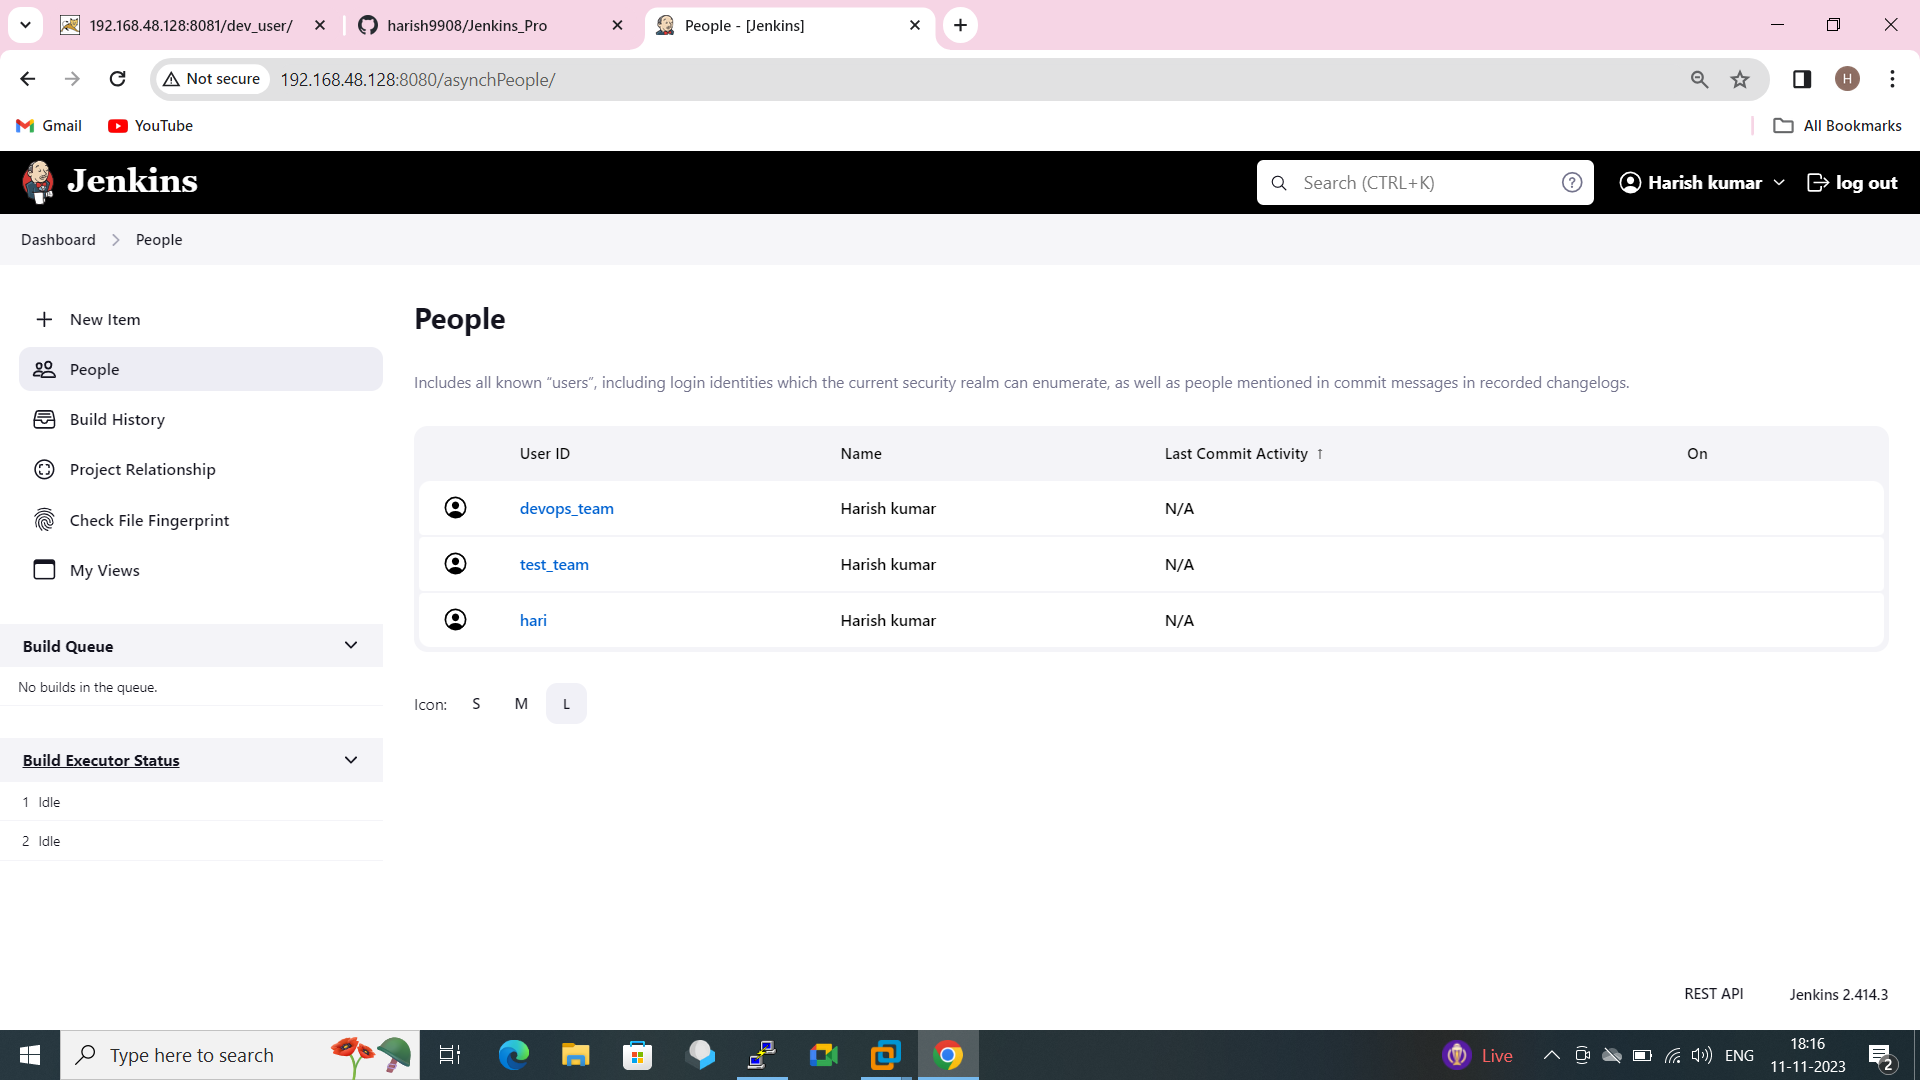 192.168.48.128:8081/dev_user/
harish9908/Jenkins_Pro
People - [Jenkins]
Not secure
192.168.48.128:8080/asynchPeople/
H
Gmail
YouTube
All Bookmarks
Jenkins
Search (CTRL+K)
Harish kumar
log out
Dashboard
People
New Item
People
Build History
Project Relationship
Check File Fingerprint
My Views
Build Queue
No builds in the queue.
Build Executor Status
1 Idle
2 Idle
People
Includes all known “users”, including login identities which the current security realm can enumerate, as well as people mentioned in commit messages in recorded changelogs.
User ID Name Last Commit Activity ↑ On
devops_team Harish kumar N/A
test_team Harish kumar N/A
hari Harish kumar N/A
Icon: S M L
REST API Jenkins 2.414.3
Type here to search
Live
ENG
18:16
11-11-2023
2